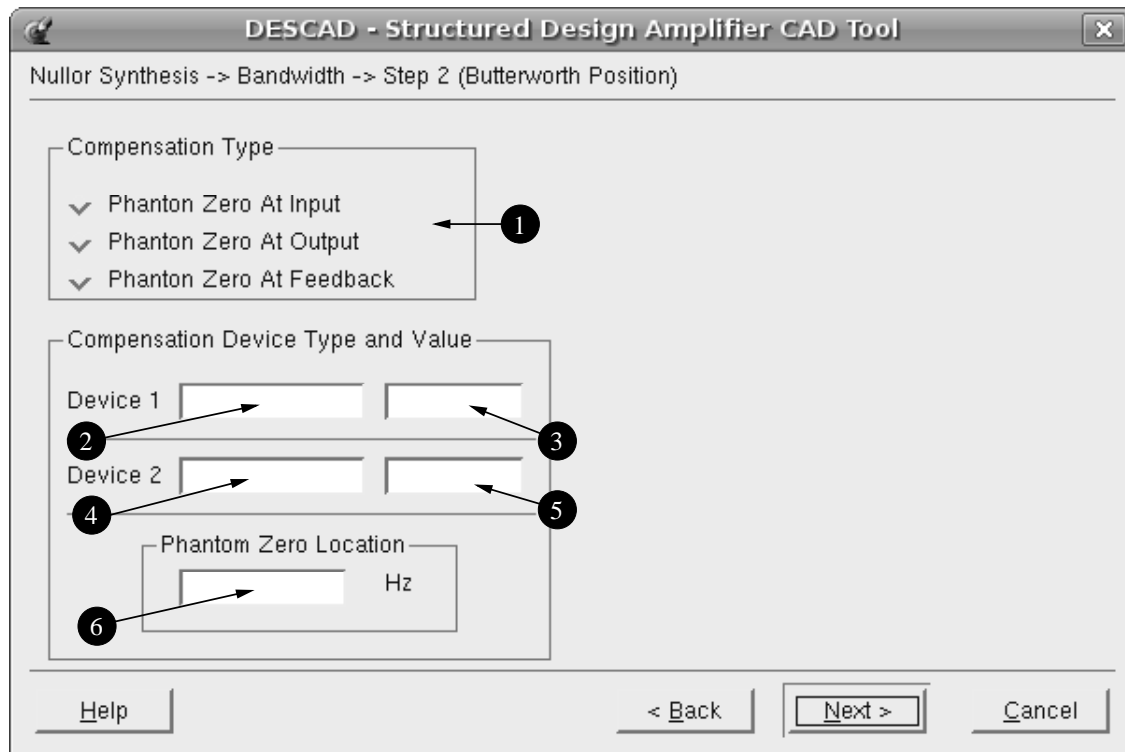 DESCAD - Structured Design Amplifier CAD Tool
Nullor Synthesis -> Bandwidth -> Step 2 (Butterworth Position)
Compensation Type
Phanton Zero At Input
1
Phanton Zero At Output
Phanton Zero At Feedback
Compensation Device Type and Value
Device 1
2
3
Device 2
4
5
Phantom Zero Location
Hz
6
Help
< Back
Next >
Cancel